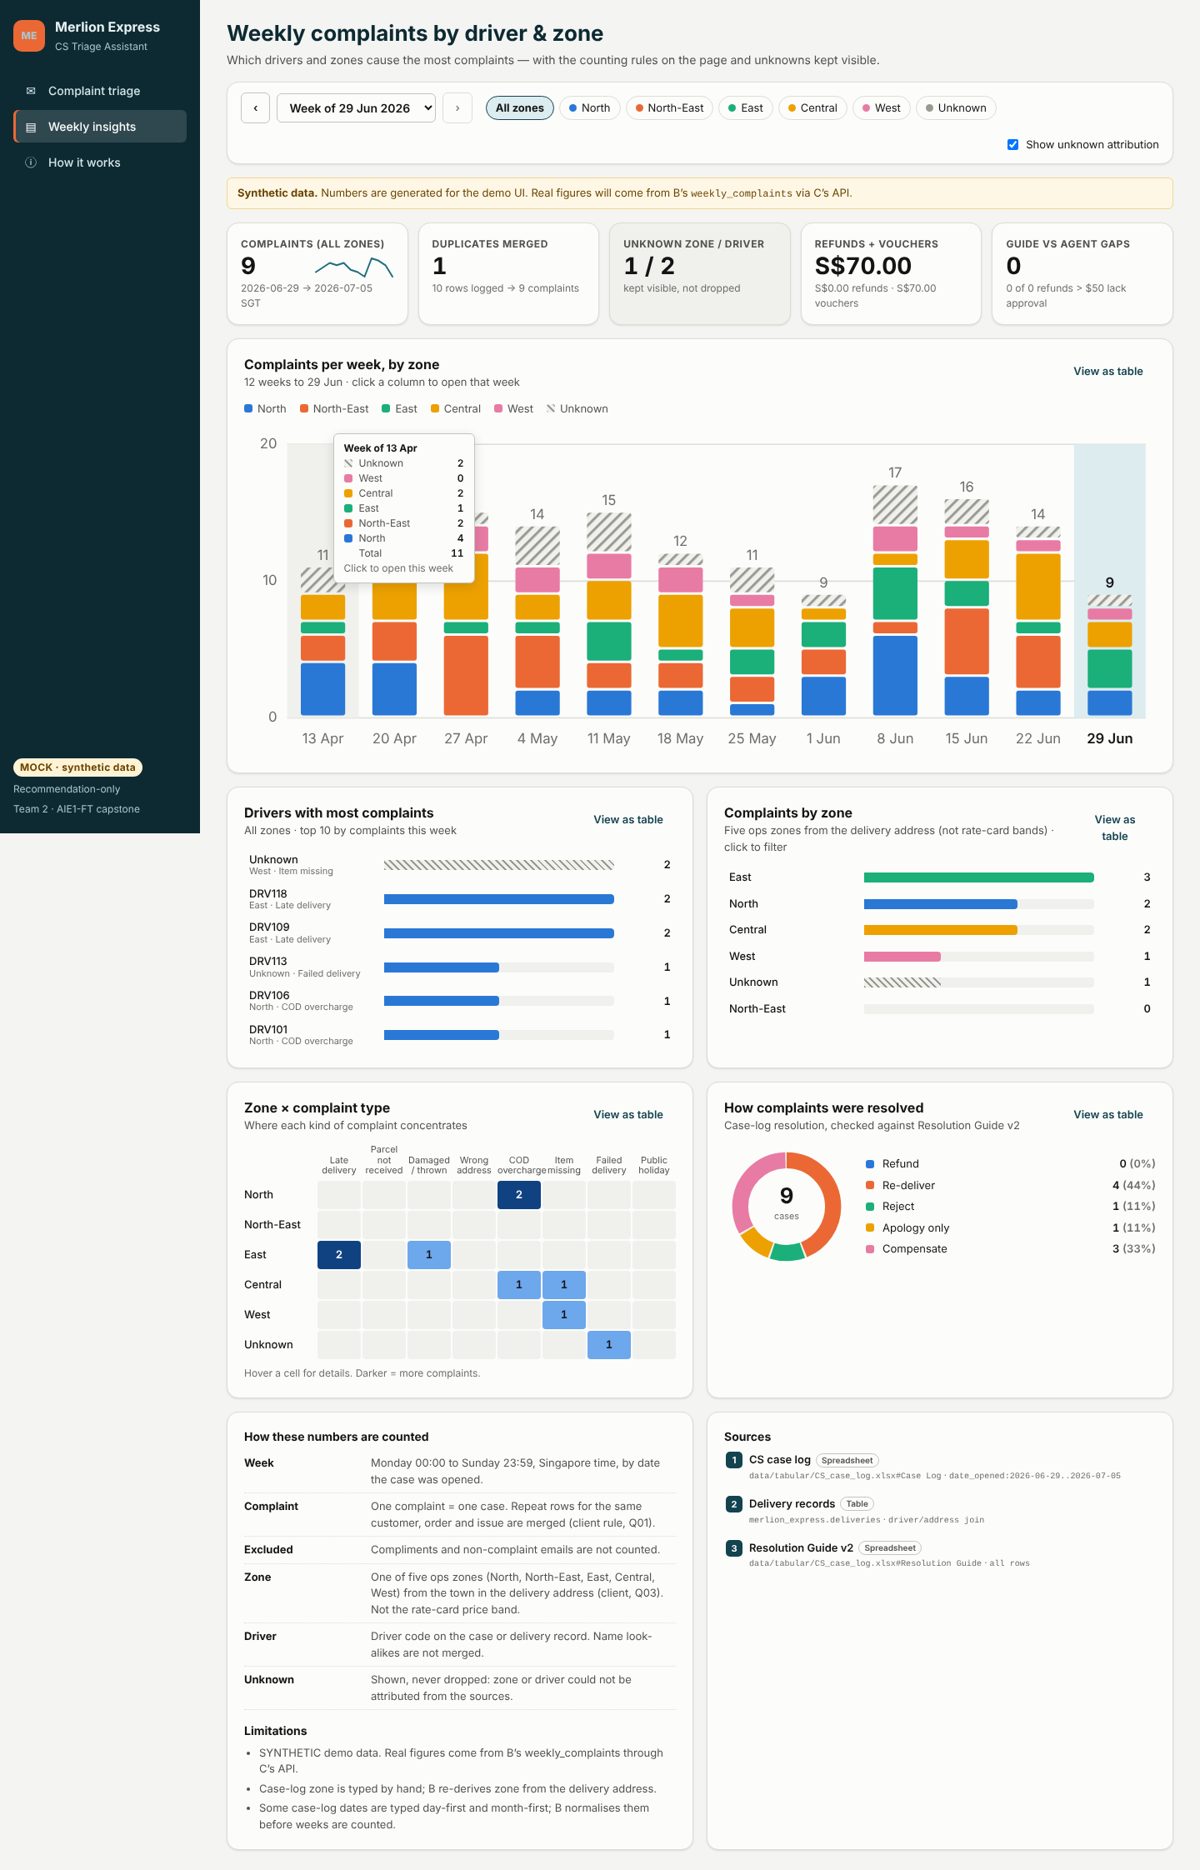 ME
Merlion Express
CS Triage Assistant
✉ Complaint triage
▤ Weekly insights
ⓘ How it works
MOCK · synthetic data
Recommendation-only
Team 2 · AIE1-FT capstone
Weekly complaints by driver & zone
Which drivers and zones cause the most complaints — with the counting rules on the page and unknowns kept visible.
‹ Week of 29 Jun 2026 › All zones North North-East East Central West Unknown
Show unknown attribution
Synthetic data. Numbers are generated for the demo UI. Real figures will come from B's weekly_complaints via C's API.
COMPLAINTS (ALL ZONES)
9
2026-06-29 → 2026-07-05
SGT
DUPLICATES MERGED
1
10 rows logged → 9 complaints
UNKNOWN ZONE / DRIVER
1 / 2
kept visible, not dropped
REFUNDS + VOUCHERS
S$70.00
S$0.00 refunds · S$70.00
vouchers
GUIDE VS AGENT GAPS
0
0 of 0 refunds > $50 lack
approval
Complaints per week, by zone
12 weeks to 29 Jun · click a column to open that week
View as table
North North-East East Central West Unknown
20
10
0
Week of 13 Apr
Unknown 2
West 0
Central 2
East 1
North-East 2
North 4
Total 11
Click to open this week
11 14 15 12 11 9 17 16 14 9
13 Apr 20 Apr 27 Apr 4 May 11 May 18 May 25 May 1 Jun 8 Jun 15 Jun 22 Jun 29 Jun
Drivers with most complaints
All zones · top 10 by complaints this week
View as table
Unknown 2
West · Item missing
DRV118 2
East · Late delivery
DRV109 2
East · Late delivery
DRV113 1
Unknown · Failed delivery
DRV106 1
North · COD overcharge
DRV101 1
North · COD overcharge
Complaints by zone
Five ops zones from the delivery address (not rate-card bands) ·
click to filter
View as
table
East 3
North 2
Central 2
West 1
Unknown 1
North-East 0
Zone × complaint type
Where each kind of complaint concentrates
View as table
Late
delivery
Parcel
not
received
Damaged
/ thrown
Wrong
address
COD
overcharge
Item
missing
Failed
delivery
Public
holiday
North 2
North-East
East 2 1
Central 1 1
West 1
Unknown 1
Hover a cell for details. Darker = more complaints.
How complaints were resolved
Case-log resolution, checked against Resolution Guide v2
View as table
9
cases
Refund 0 (0%)
Re-deliver 4 (44%)
Reject 1 (11%)
Apology only 1 (11%)
Compensate 3 (33%)
How these numbers are counted
Week Monday 00:00 to Sunday 23:59, Singapore time, by date
the case was opened.
Complaint One complaint = one case. Repeat rows for the same
customer, order and issue are merged (client rule, Q01).
Excluded Compliments and non-complaint emails are not counted.
Zone One of five ops zones (North, North-East, East, Central,
West) from the town in the delivery address (client, Q03).
Not the rate-card price band.
Driver Driver code on the case or delivery record. Name look-
alikes are not merged.
Unknown Shown, never dropped: zone or driver could not be
attributed from the sources.
Limitations
• SYNTHETIC demo data. Real figures come from B's weekly_complaints through
C's API.
• Case-log zone is typed by hand; B re-derives zone from the delivery address.
• Some case-log dates are typed day-first and month-first; B normalises them
before weeks are counted.
Sources
1 CS case log Spreadsheet
data/tabular/CS_case_log.xlsx#Case Log · date_opened:2026-06-29..2026-07-05
2 Delivery records Table
merlion_express.deliveries · driver/address join
3 Resolution Guide v2 Spreadsheet
data/tabular/CS_case_log.xlsx#Resolution Guide · all rows